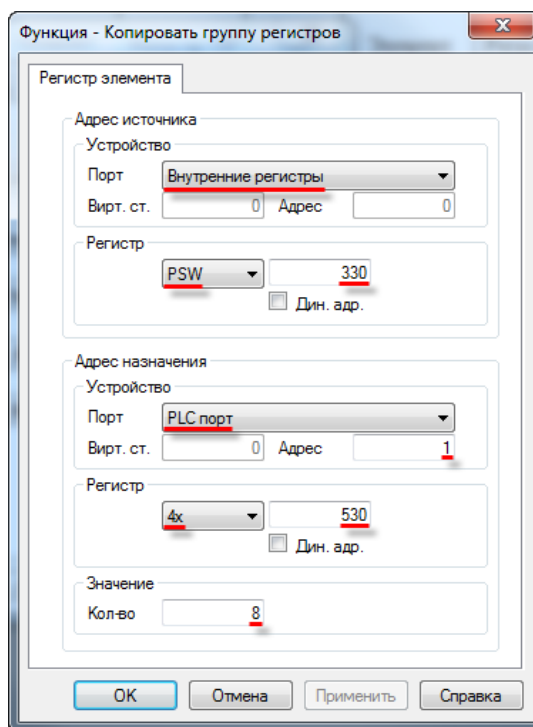 Функция - Копировать группу регистров
Регистр элемента
Адрес источника
Устройство
Порт Внутренние регистры
Вирт. ст. 0 Адрес 0
Регистр
PSW 330
Дин. адр.
Адрес назначения
Устройство
Порт PLC порт
Вирт. ст. 0 Адрес 1
Регистр
4x 530
Дин. адр.
Значение
Кол-во 8
OK Отмена Применить Справка